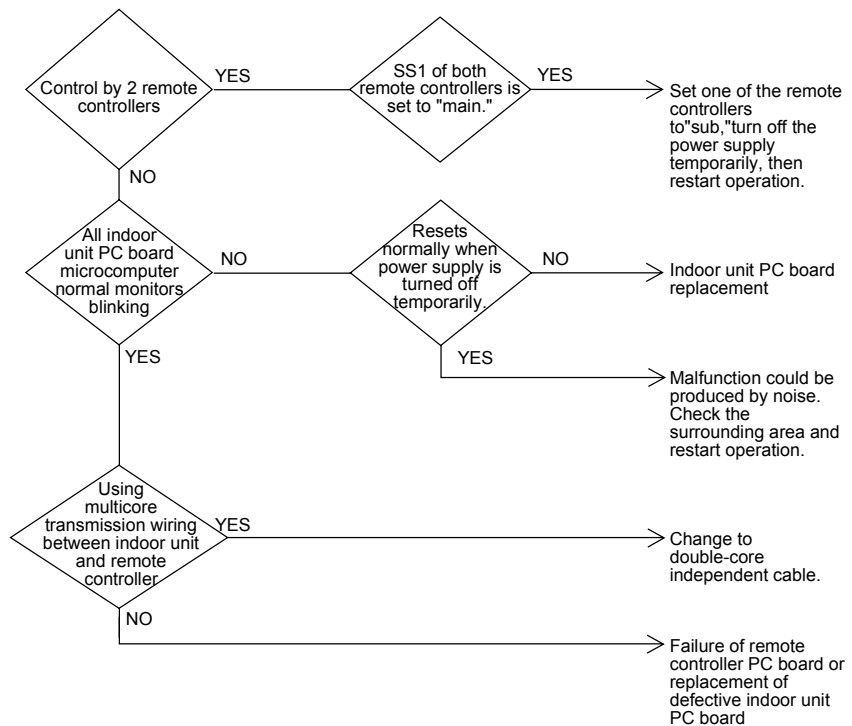 Control by 2 remote
controllers
YES
SS1 of both
remote controllers is
set to "main."
YES
Set one of the remote
controllers
to"sub,"turn off the
power supply
temporarily, then
restart operation.
NO
All indoor
unit PC board
microcomputer
normal monitors
blinking
NO
Resets
normally when
power supply is
turned off
temporarily.
NO
Indoor unit PC board
replacement
YES
YES
Malfunction could be
produced by noise.
Check the
surrounding area and
restart operation.
Using
multicore
transmission wiring
between indoor unit
and remote
controller
YES
Change to
double-core
independent cable.
NO
Failure of remote
controller PC board or
replacement of
defective indoor unit
PC board